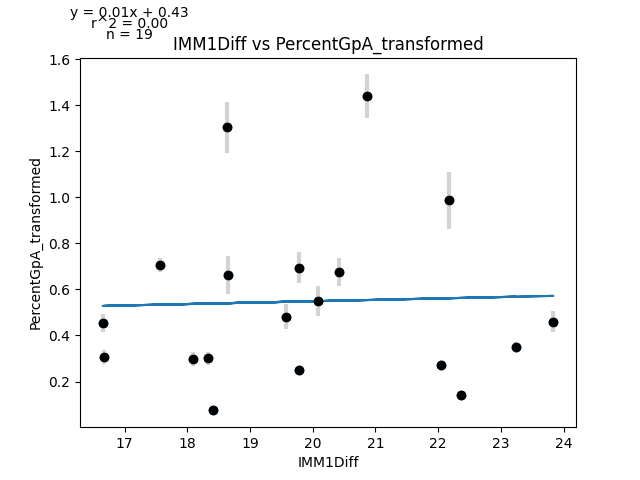 y = 0.01x + 0.43
r^2 = 0.00
n = 19
IMM1Diff vs PercentGpA_transformed
1.6
1.4
1.2
1.0
0.8
0.6
0.4
0.2
PercentGpA_transformed
17 18 19 20 21 22 23 24
IMM1Diff